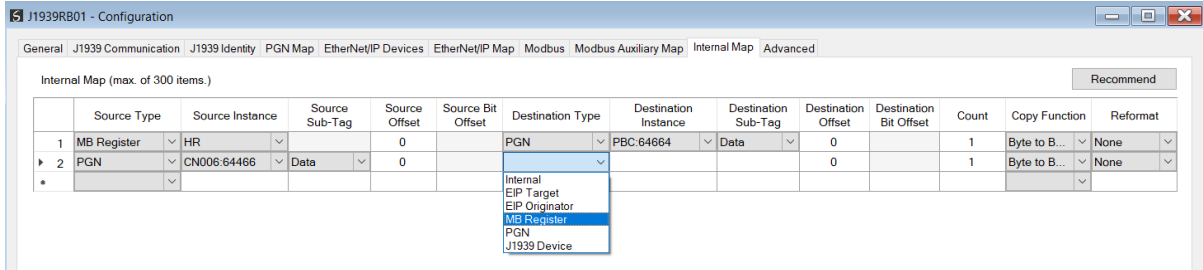 J1939RB01 - Configuration
General J1939 Communication J1939 Identity PGN Map EtherNet/IP Devices EtherNet/IP Map Modbus Modbus Auxiliary Map Internal Map Advanced
Internal Map (max. of 300 items.) Recommend
Source Type Source Instance Source Sub-Tag Source Offset Source Bit Offset Destination Type Destination Instance Destination Sub-Tag Destination Offset Destination Bit Offset Count Copy Function Reformat
1 MB Register HR 0 PGN PBC:64664 Data 0 1 Byte to B... None
2 PGN CN006:64466 Data 0 0 1 Byte to B... None
Internal
EIP Target
EIP Originator
MB Register
PGN
J1939 Device